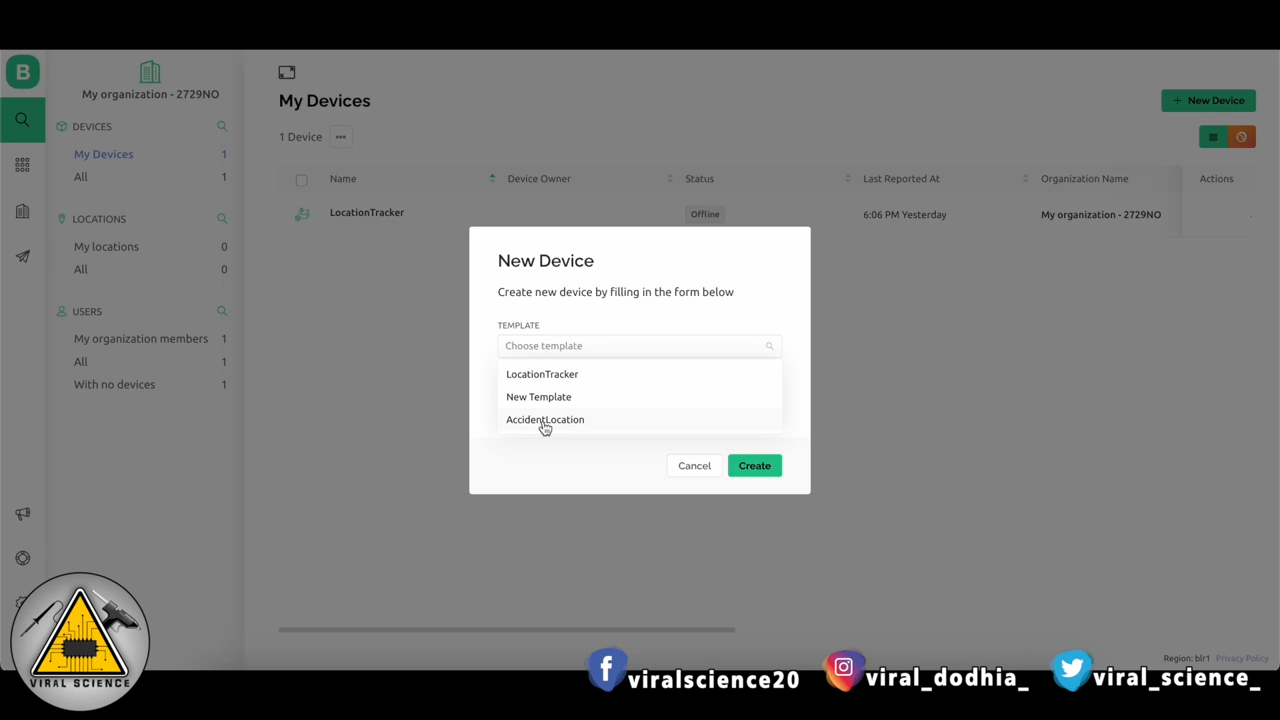 B
My organization - 2729NO
DEVICES
My Devices 1
All 1
LOCATIONS
My locations 0
All 0
USERS
My organization members 1
All 1
With no devices 1
My Devices
+ New Device
1 Device
Name Device Owner Status Last Reported At Organization Name Actions
LocationTracker Offline 6:06 PM Yesterday My organization - 2729NO
New Device
Create new device by filling in the form below
TEMPLATE
Choose template
LocationTracker
New Template
AccidentLocation
Cancel Create
Region: blr1 Privacy Policy
VIRAL SCIENCE
viralscience20 viral_dodhia_ viral_science_